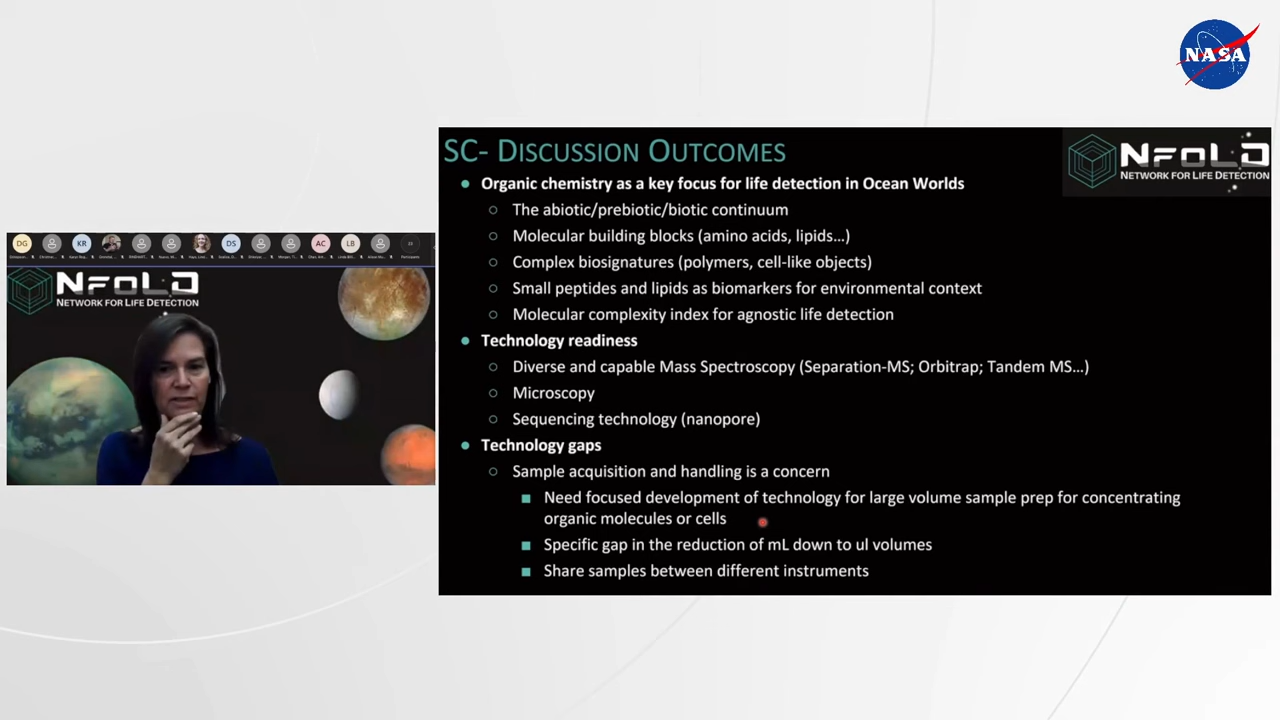 NASA
SC- DISCUSSION OUTCOMES
NFOLD
NETWORK FOR LIFE DETECTION
Organic chemistry as a key focus for life detection in Ocean Worlds
The abiotic/prebiotic/biotic continuum
Molecular building blocks (amino acids, lipids…)
Complex biosignatures (polymers, cell-like objects)
Small peptides and lipids as biomarkers for environmental context
Molecular complexity index for agnostic life detection
Technology readiness
Diverse and capable Mass Spectroscopy (Separation-MS; Orbitrap; Tandem MS…)
Microscopy
Sequencing technology (nanopore)
Technology gaps
Sample acquisition and handling is a concern
Need focused development of technology for large volume sample prep for concentrating
organic molecules or cells
Specific gap in the reduction of mL down to ul volumes
Share samples between different instruments
DG KR DS AC LB
Participants
NFOLD
NETWORK FOR LIFE DETECTION